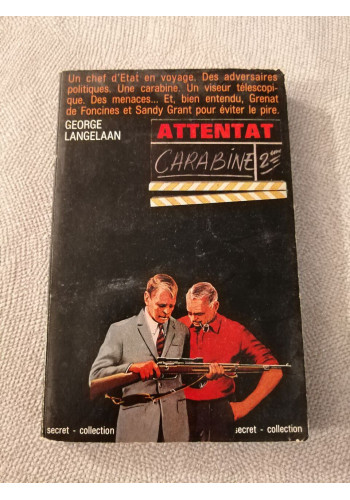 Un chef d'Etat en voyage. Des adversaires
politiques. Une carabine. Un viseur télescopi-
que. Des menaces... Et, bien entendu, Grenat
de Foncines et Sandy Grant pour éviter le pire.
GEORGE
LANGELAAN
ATTENTAT
CARABINE 2ème
secret - collection
secret - collection